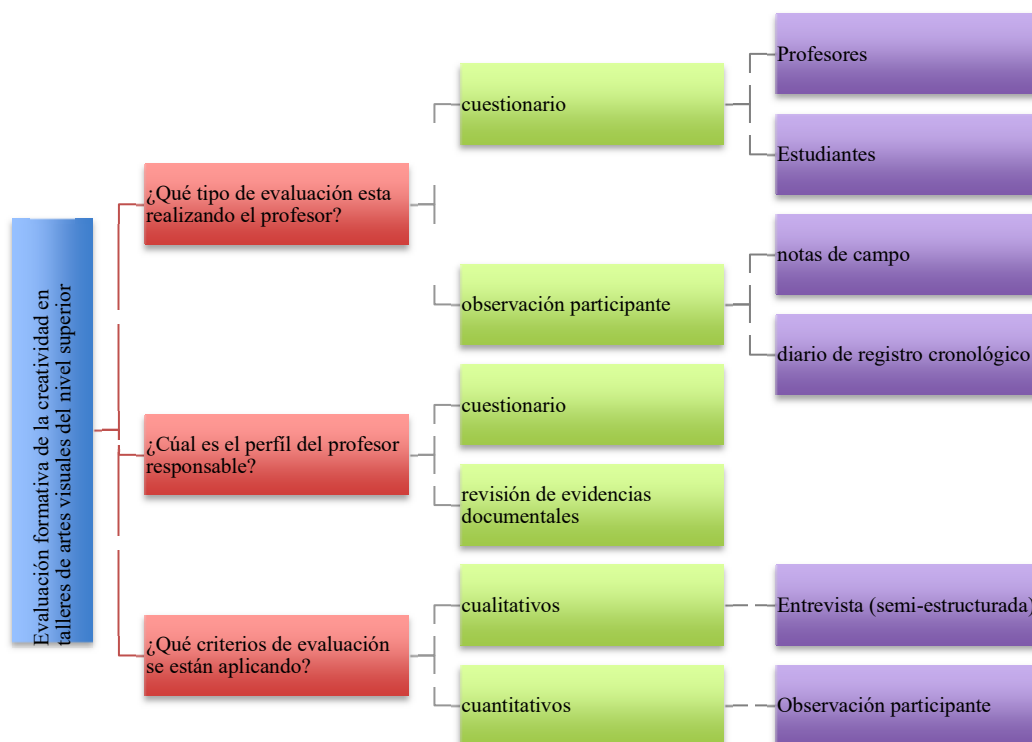 Evaluación formativa de la creatividad en
talleres de artes visuales del nivel superior
¿Qué tipo de evaluación esta
realizando el profesor?
cuestionario
Profesores
Estudiantes
observación participante
notas de campo
diario de registro cronológico
¿Cúal es el perfíl del profesor
responsable?
cuestionario
revisión de evidencias
documentales
¿Qué criterios de evaluación
se están aplicando?
cualitativos
Entrevista (semi-estructurada)
cuantitativos
Observación participante